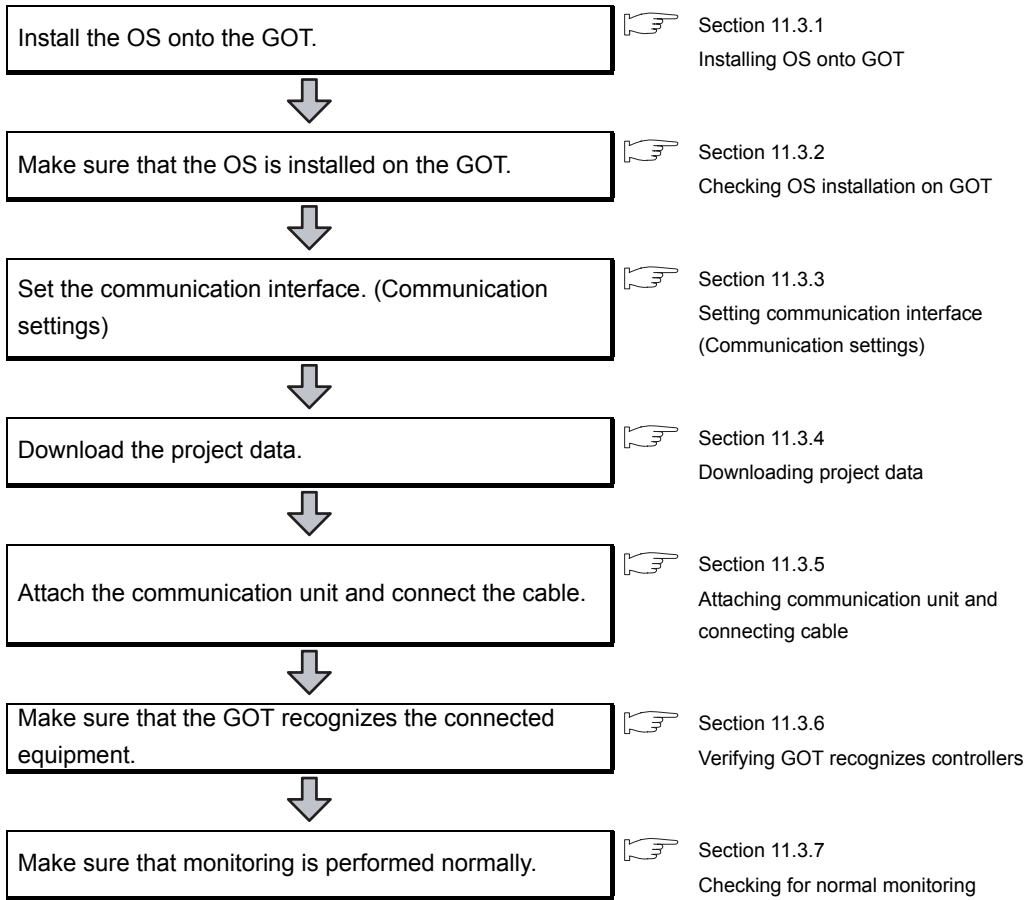 Install the OS onto the GOT.
Section 11.3.1
Installing OS onto GOT
Make sure that the OS is installed on the GOT.
Section 11.3.2
Checking OS installation on GOT
Set the communication interface. (Communication
settings)
Section 11.3.3
Setting communication interface
(Communication settings)
Download the project data.
Section 11.3.4
Downloading project data
Attach the communication unit and connect the cable.
Section 11.3.5
Attaching communication unit and
connecting cable
Make sure that the GOT recognizes the connected
equipment.
Section 11.3.6
Verifying GOT recognizes controllers
Make sure that monitoring is performed normally.
Section 11.3.7
Checking for normal monitoring